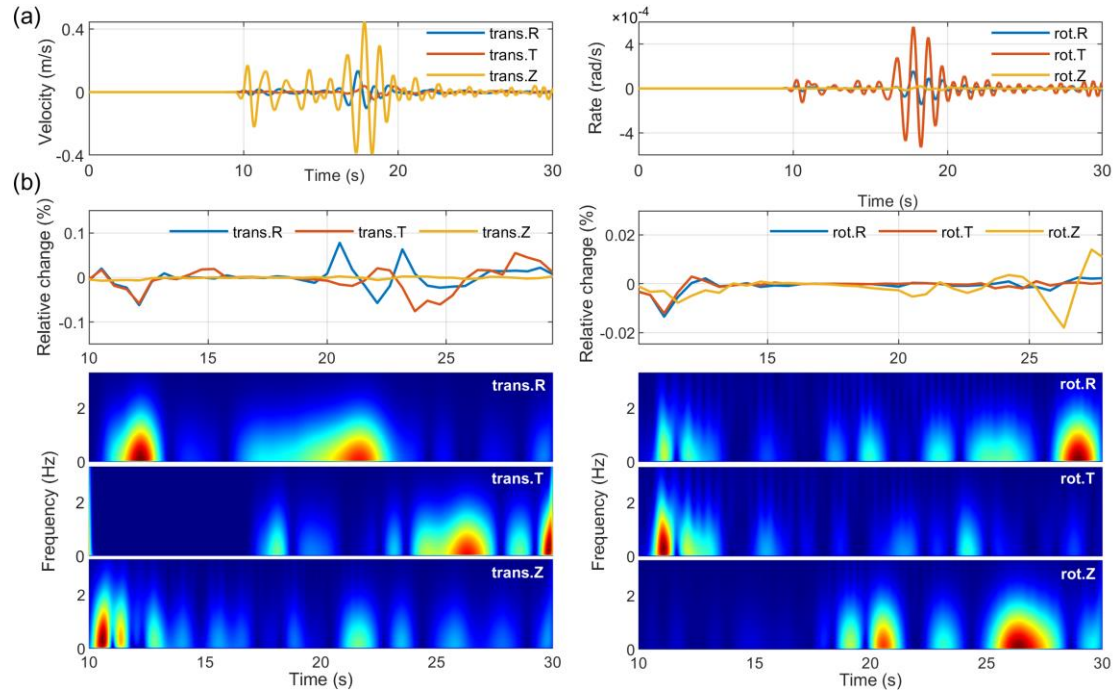 (a)
0.4
0
-0.4
Velocity (m/s)
trans.R
trans.T
trans.Z
0 10 20 30
Time (s)
×10⁻⁴
4
0
-4
Rate (rad/s)
rot.R
rot.T
rot.Z
0 10 20 30
Time (s)
(b)
Relative change (%)
0.1
0
-0.1
trans.R trans.T trans.Z
10 15 20 25
Relative change (%)
0.02
0
-0.02
rot.R rot.T rot.Z
10 15 20 25
Frequency (Hz)
trans.R
2
0
trans.T
2
0
trans.Z
2
0
10 15 20 25 30
Time (s)
Frequency (Hz)
rot.R
2
0
rot.T
2
0
rot.Z
2
0
10 15 20 25 30
Time (s)